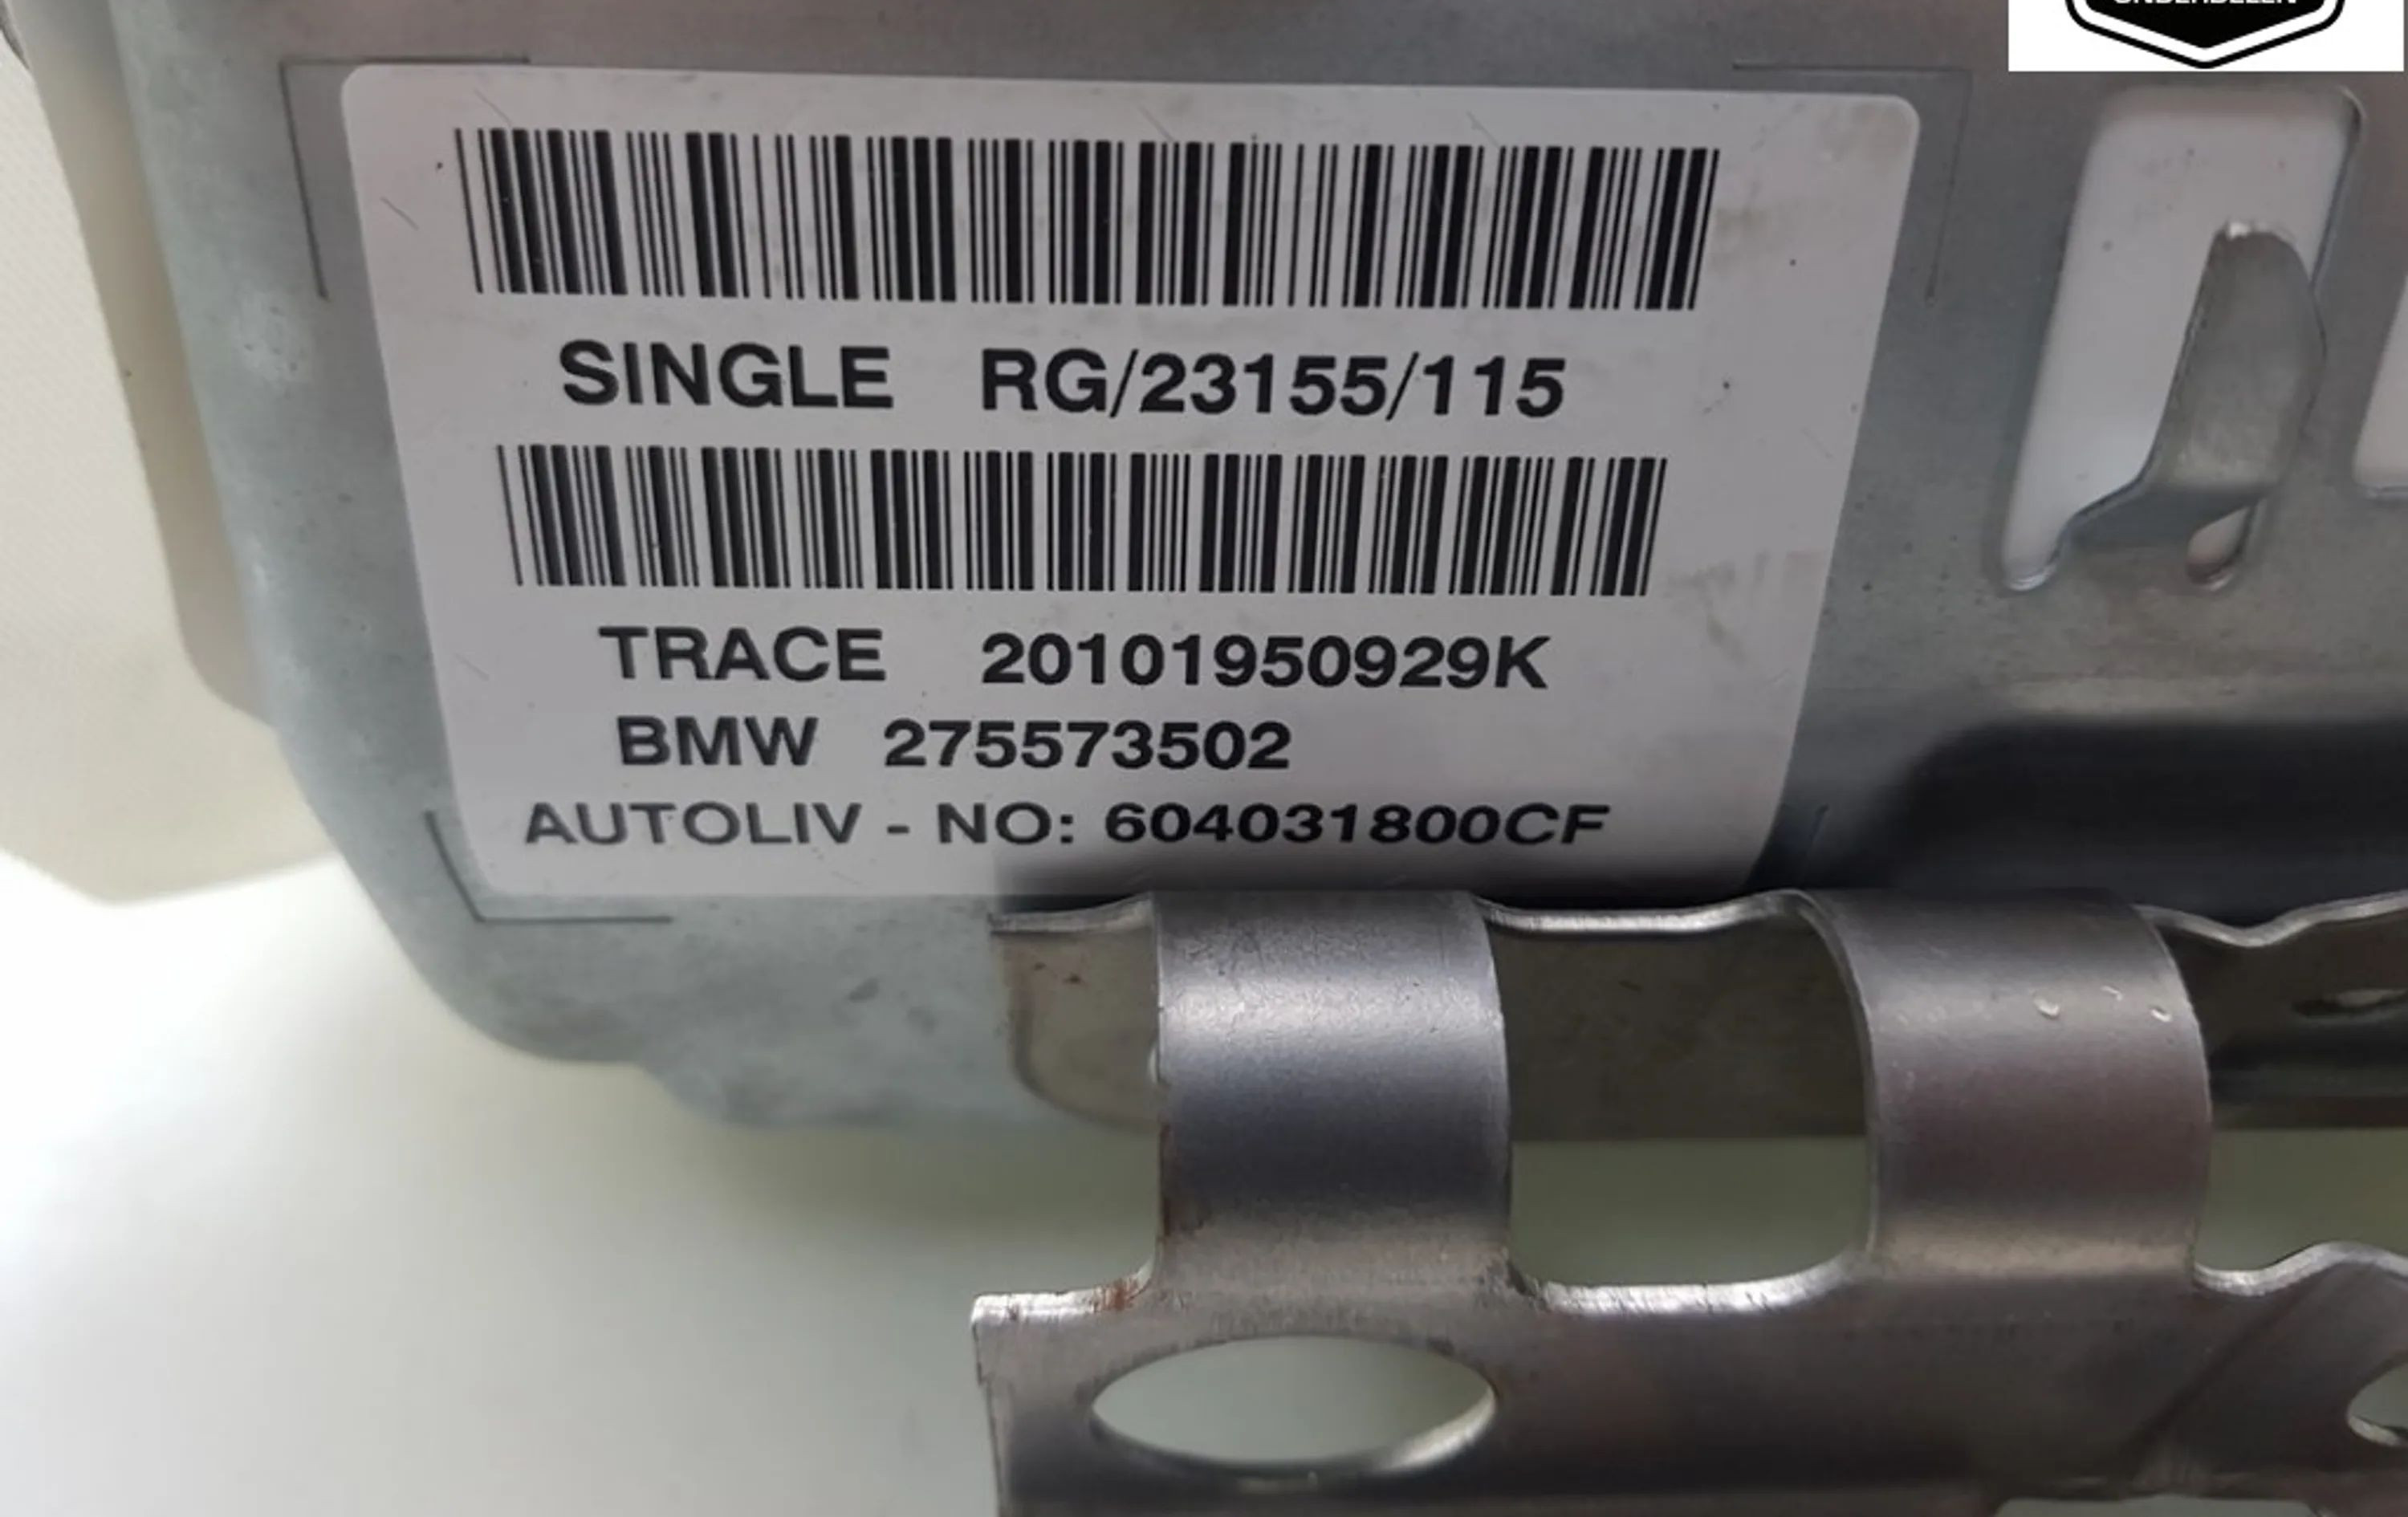 SINGLE RG/23155/115
TRACE 20101950929K
BMW 275573502
AUTOLIV - NO: 604031800CF